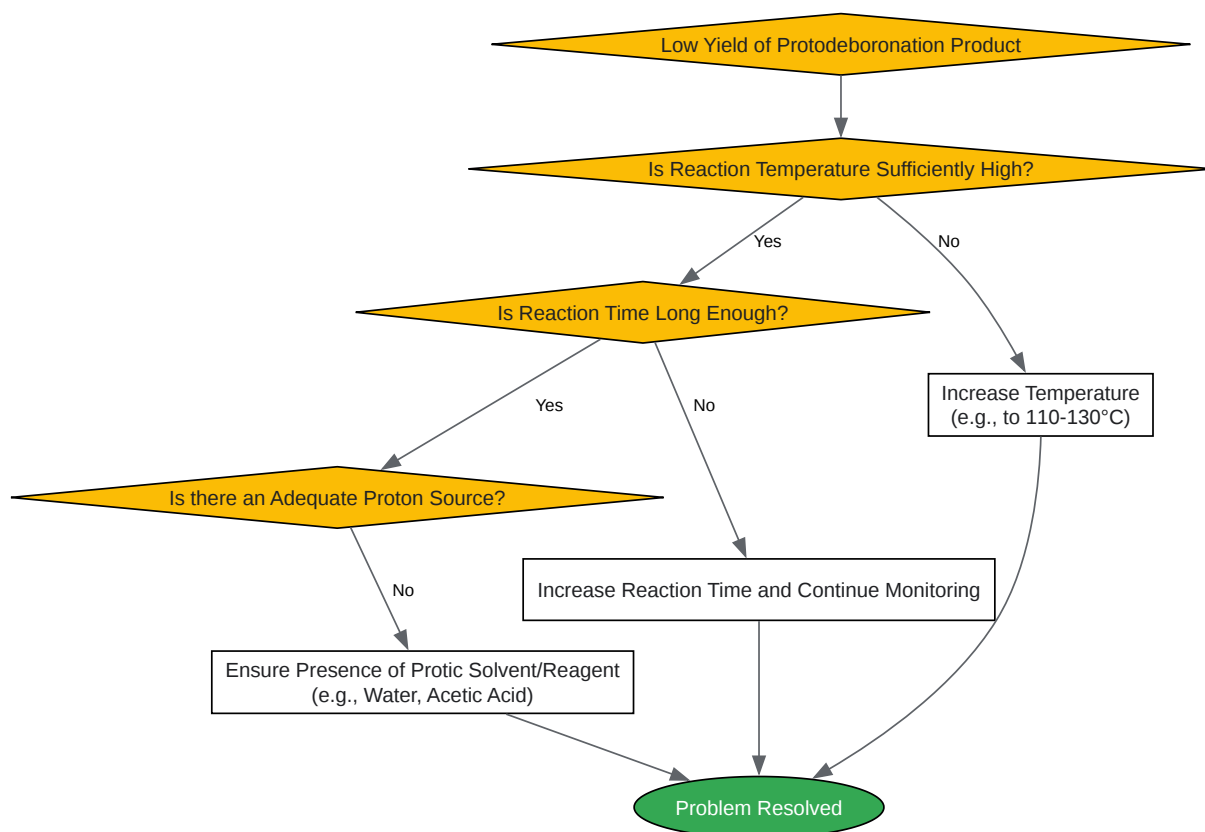 Low Yield of Protodeboronation Product
Is Reaction Temperature Sufficiently High?
Yes
No
Is Reaction Time Long Enough?
Increase Temperature
(e.g., to 110-130°C)
Yes
No
Is there an Adequate Proton Source?
No
Increase Reaction Time and Continue Monitoring
Ensure Presence of Protic Solvent/Reagent
(e.g., Water, Acetic Acid)
Problem Resolved